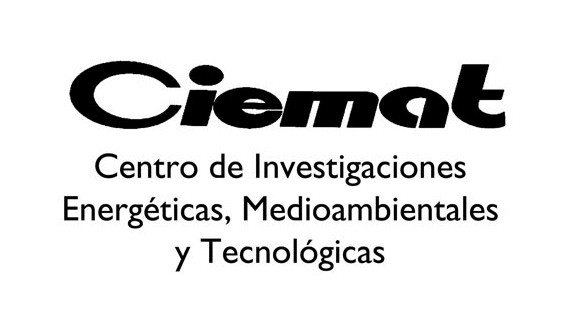 Ciemat
Centro de Investigaciones
Energéticas, Medioambientales
y Tecnológicas